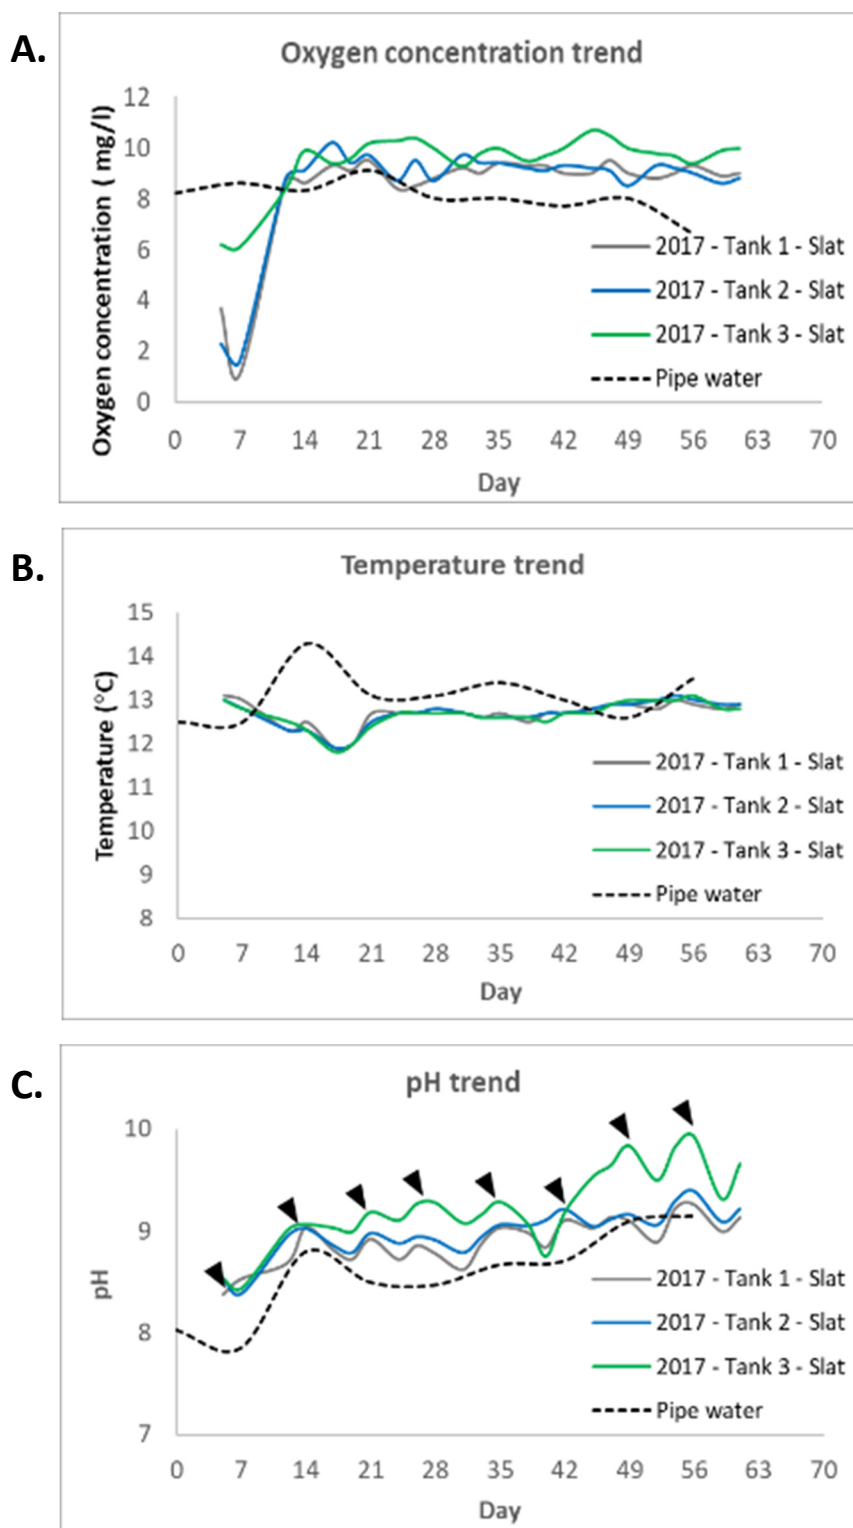 A.
Oxygen concentration trend
Oxygen concentration ( mg/l)
12
10
8
6
4
2
0
0 7 14 21 28 35 42 49 56 63 70
Day
2017 - Tank 1 - Slat
2017 - Tank 2 - Slat
2017 - Tank 3 - Slat
Pipe water
B.
Temperature trend
Temperature (°C)
15
14
13
12
11
10
9
8
0 7 14 21 28 35 42 49 56 63 70
Day
2017 - Tank 1 - Slat
2017 - Tank 2 - Slat
2017 - Tank 3 - Slat
Pipe water
C.
pH trend
pH
10
9
8
7
0 7 14 21 28 35 42 49 56 63 70
Day
2017 - Tank 1 - Slat
2017 - Tank 2 - Slat
2017 - Tank 3 - Slat
Pipe water